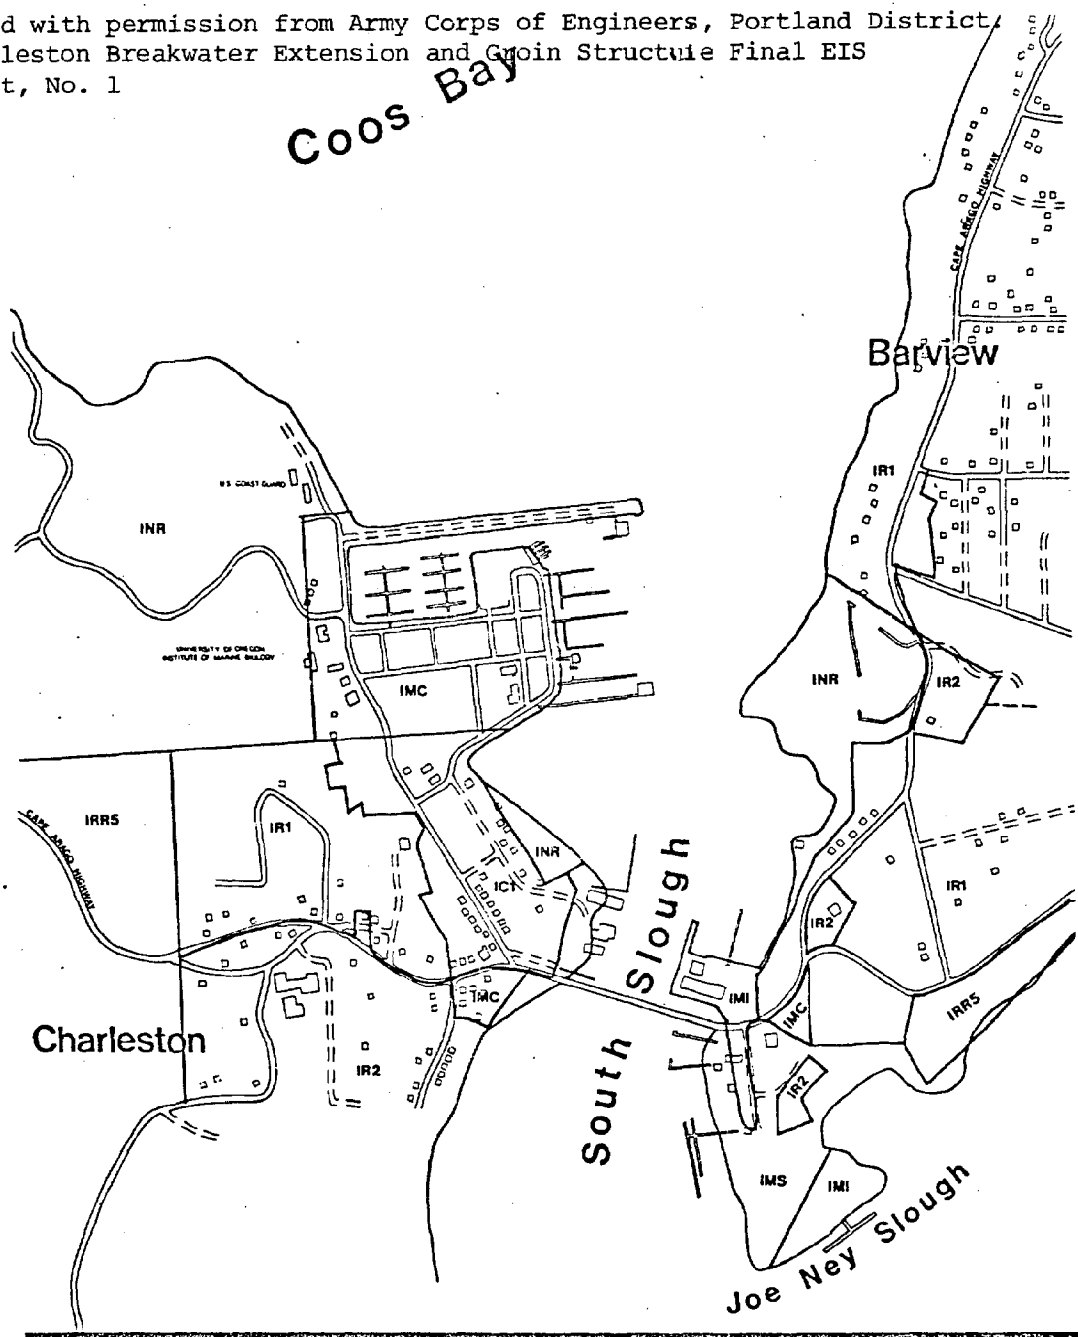 d with permission from Army Corps of Engineers, Portland District.
leston Breakwater Extension and Groin Structure Final EIS
t, No. 1
Coos Bay
CAPE ARAGO HIGHWAY
Barview
IR1
U.S. COAST GUARD
INR
UNIVERSITY OF OREGON
INSTITUTE OF MARINE BIOLOGY
IMC
INR
IR2
IRR5
CAPE ARAGO HIGHWAY
IR1
INR
IC1
IR1
IR2
South Slough
IMC
IMI
IMC
IRR5
Charleston
IR2
IR2
IMS
IMI
Joe Ney Slough